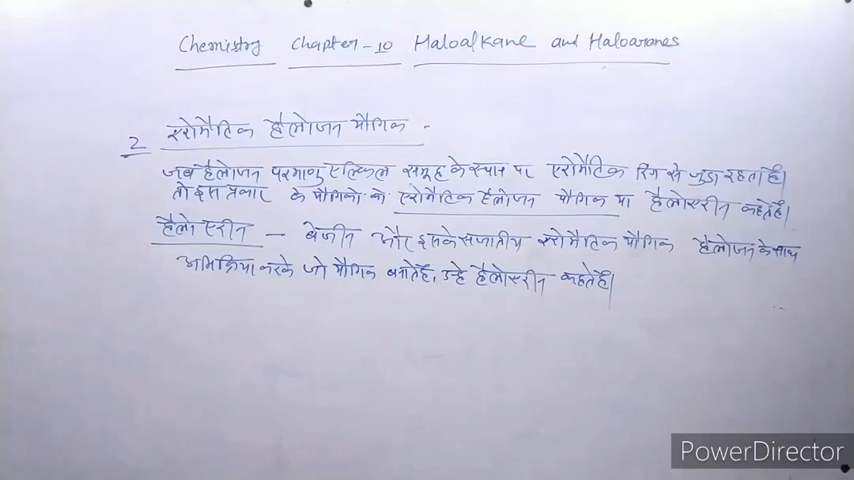 Chemistry Chapter-10 Haloalkane and Haloarenes
2 एरोमैटिक हैलोजन यौगिक -
जब हैलोजन परमाणु एल्किल समूह के स्थान पर एरोमैटिक रिंग से जुड़ा रहता है।
तो इस प्रकार के यौगिकों को एरोमैटिक हैलोजन यौगिक या हैलोएरीन कहते हैं।
हैलो एरीन - बेंजीन और इसके सजातीय एरोमैटिक यौगिक हैलोजन के साथ
अभिक्रिया करके जो यौगिक बनाते हैं, उन्हे हैलोएरीन कहते हैं।
PowerDirector